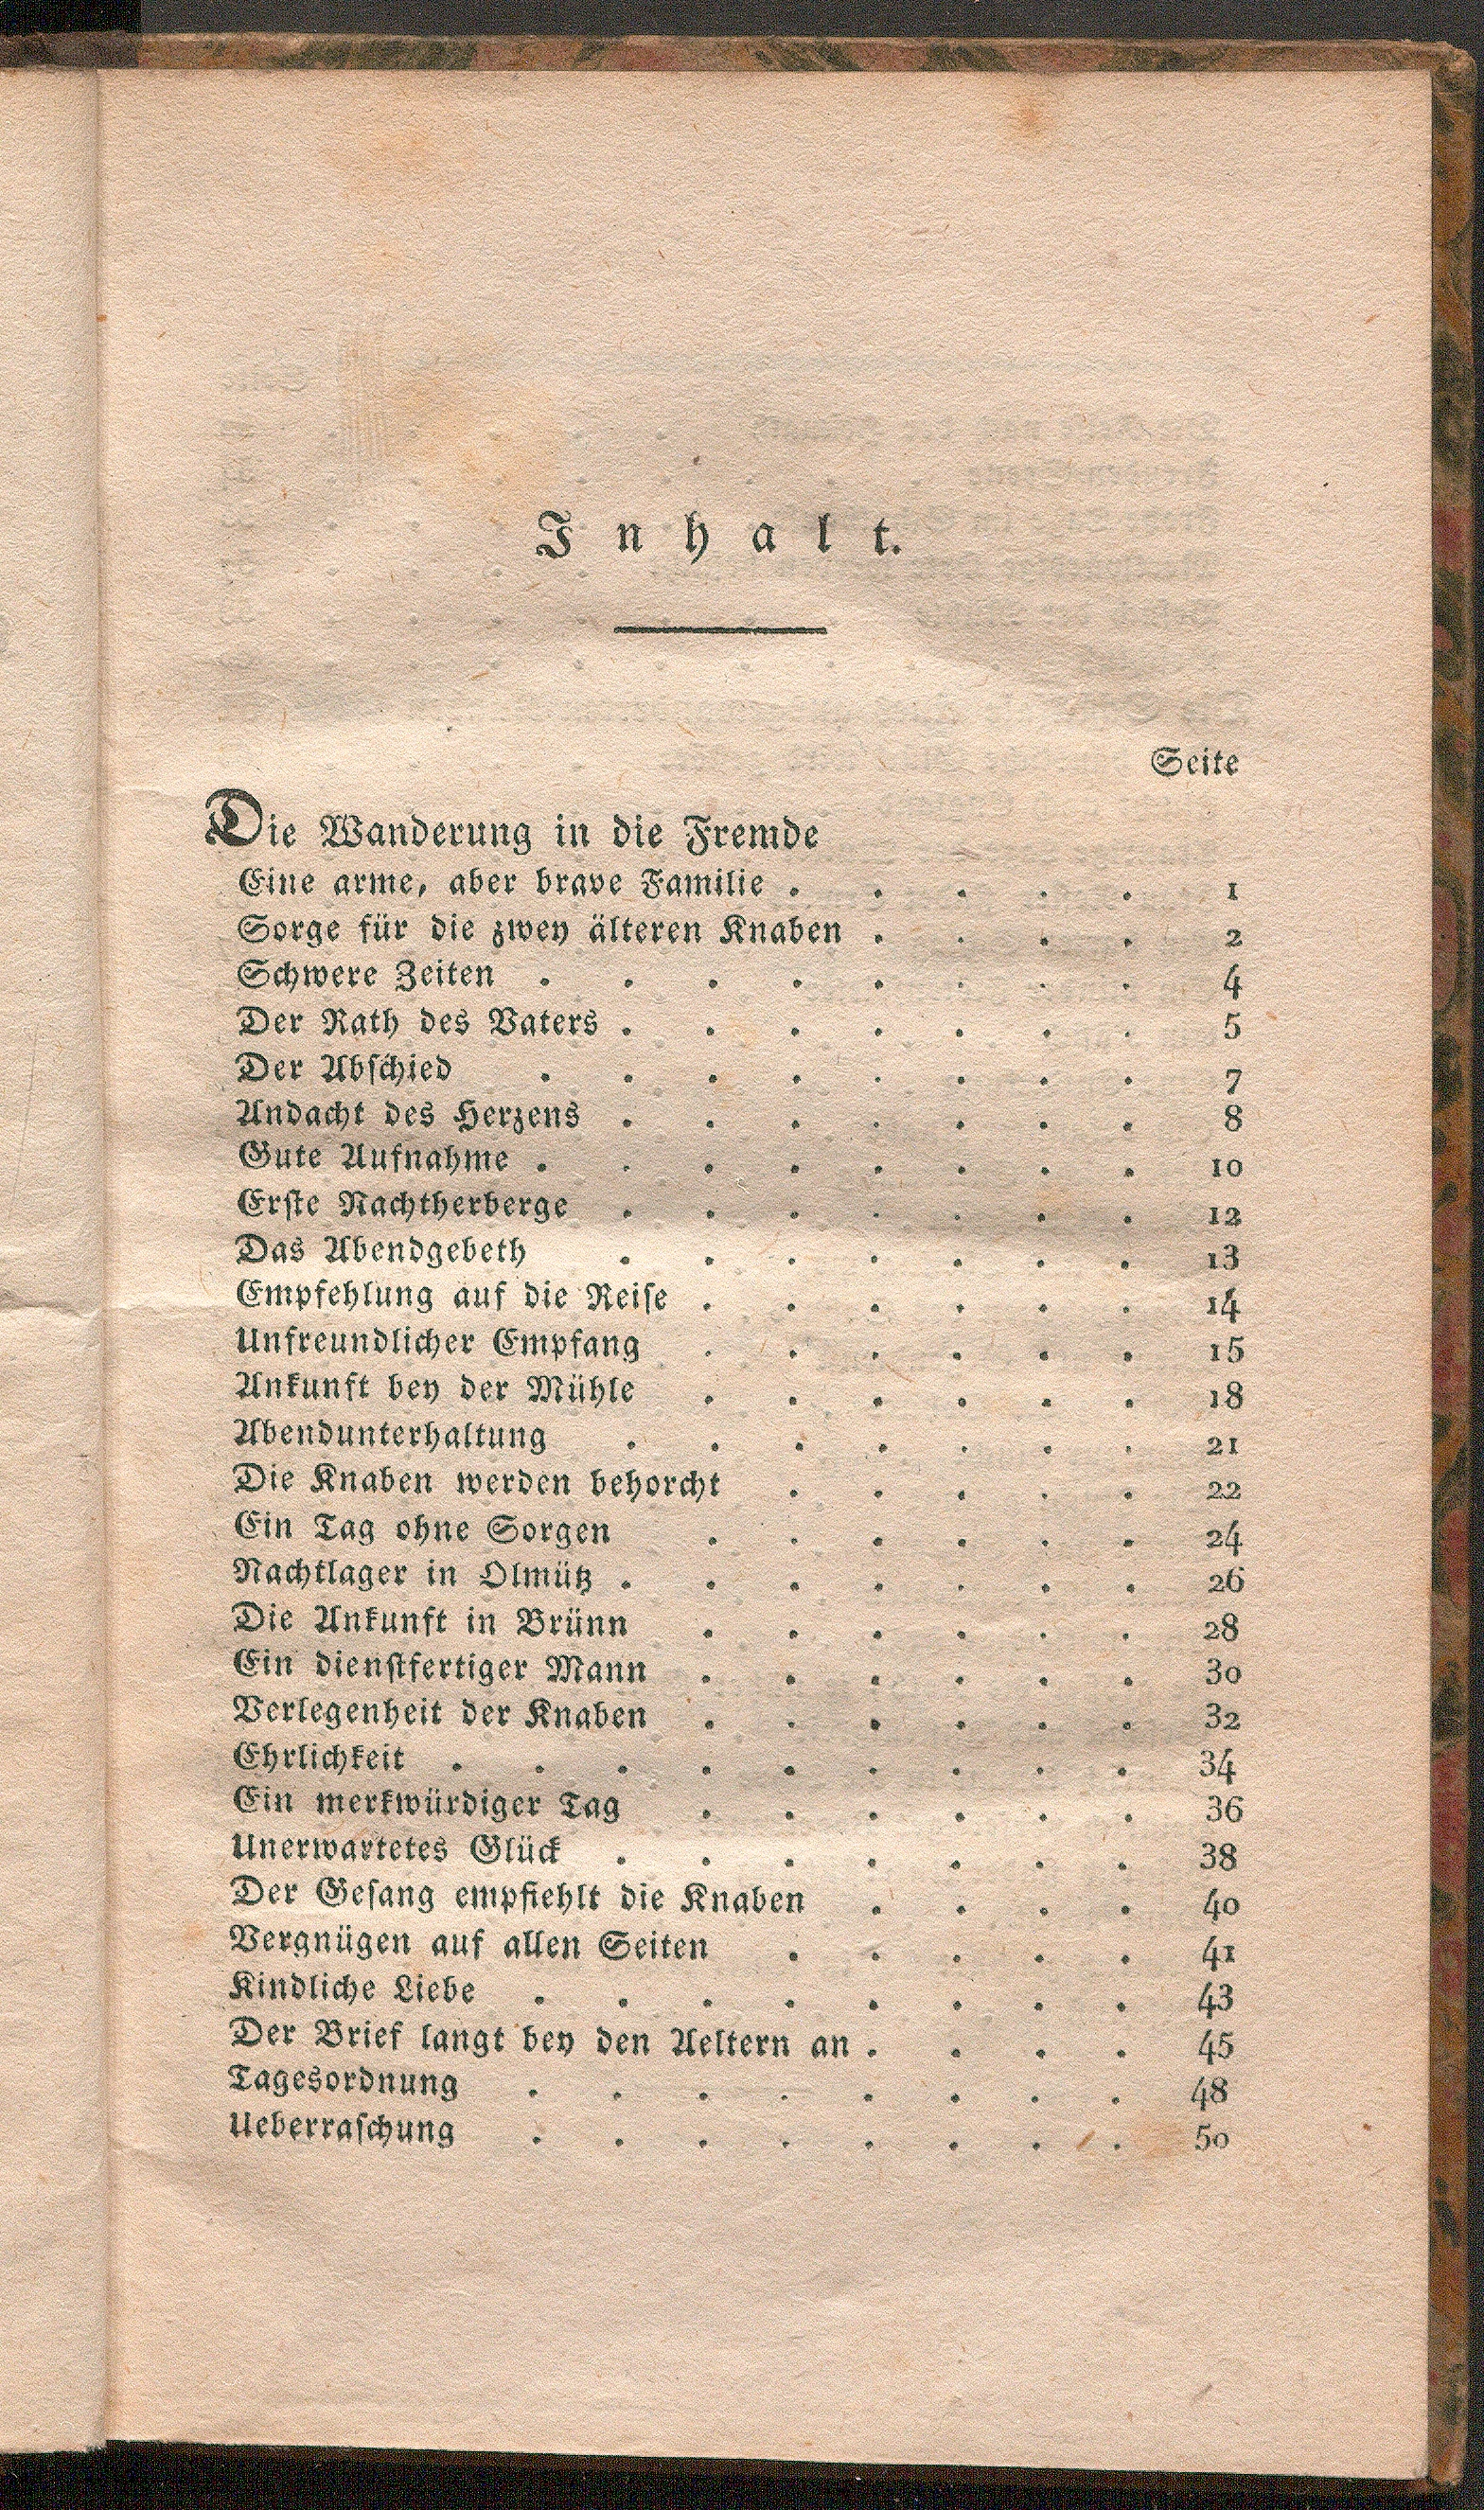 Inhalt.
Seite
Die Wanderung in die Fremde
Eine arme, aber brave Familie . . . . . 1
Sorge für die zwey älteren Knaben . . . . 2
Schwere Zeiten . . . . . . . . 4
Der Rath des Vaters . . . . . . . 5
Der Abschied . . . . . . . . 7
Andacht des Herzens . . . . . . . 8
Gute Aufnahme . . . . . . . . 10
Erste Nachtherberge . . . . . . . 12
Das Abendgebeth . . . . . . . 13
Empfehlung auf die Reise . . . . . . 14
Unfreundlicher Empfang . . . . . . 15
Ankunft bey der Mühle . . . . . . 18
Abendunterhaltung . . . . . . . 21
Die Knaben werden behorcht . . . . . 22
Ein Tag ohne Sorgen . . . . . . 24
Nachtlager in Olmütz . . . . . . . 26
Die Ankunft in Brünn . . . . . . 28
Ein dienstfertiger Mann . . . . . . 30
Verlegenheit der Knaben . . . . . . 32
Ehrlichkeit . . . . . . . . . 34
Ein merkwürdiger Tag . . . . . . 36
Unerwartetes Glück . . . . . . . 38
Der Gesang empfiehlt die Knaben . . . . 40
Vergnügen auf allen Seiten . . . . . 41
Kindliche Liebe . . . . . . . . 43
Der Brief langt bey den Aeltern an . . . . 45
Tagesordnung . . . . . . . . 48
Ueberraschung . . . . . . . . 50